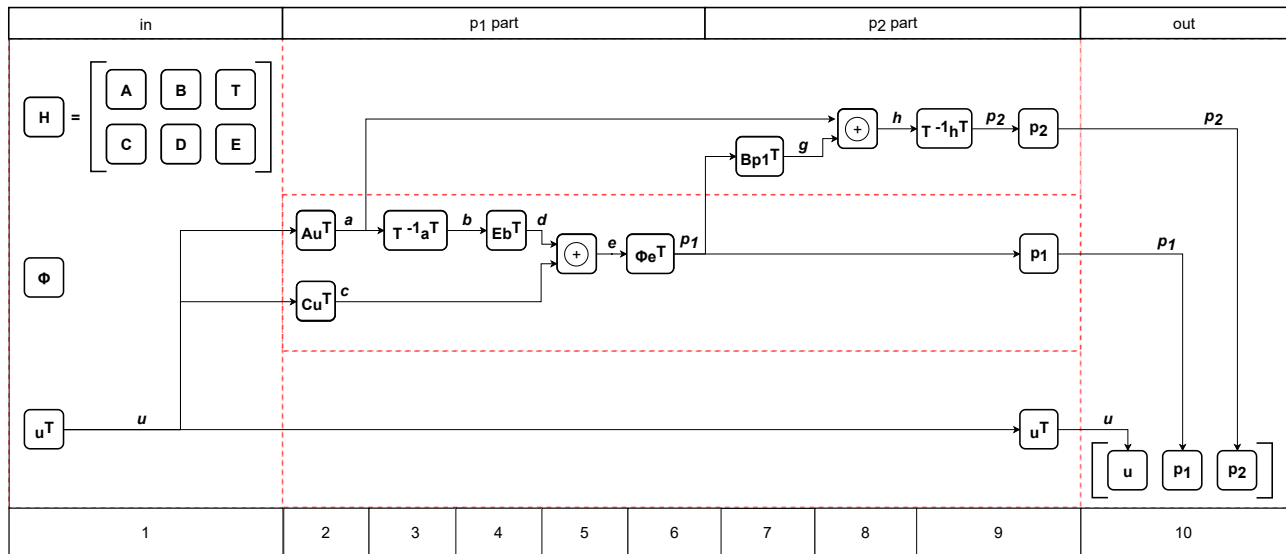 in p₁ part p₂ part out
A B T
H =
C D E
h p₂ p₂
+ T ⁻¹hᵀ p₂
g
Bp1ᵀ
a b d
Auᵀ T ⁻¹aᵀ Ebᵀ
e p₁ p₁
+ Φeᵀ p₁
Φ
c
Cuᵀ
u u
uᵀ uᵀ
u p₁ p₂
1 2 3 4 5 6 7 8 9 10